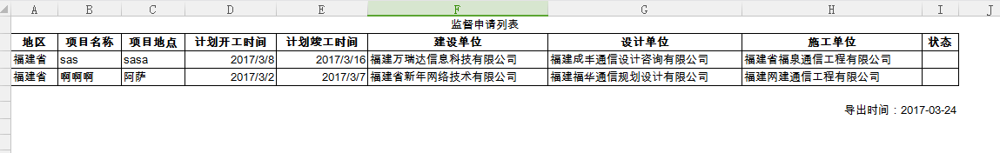 A B C D E F G H I J
监督申请列表
地区 项目名称 项目地点 计划开工时间 计划竣工时间 建设单位 设计单位 施工单位 状态
福建省 sas sasa 2017/3/8 2017/3/16 福建万瑞达信息科技有限公司 福建成丰通信设计咨询有限公司 福建省福泉通信工程有限公司
福建省 啊啊啊 阿萨 2017/3/2 2017/3/7 福建省新年网络技术有限公司 福建福华通信规划设计有限公司 福建网建通信工程有限公司
导出时间：2017-03-24